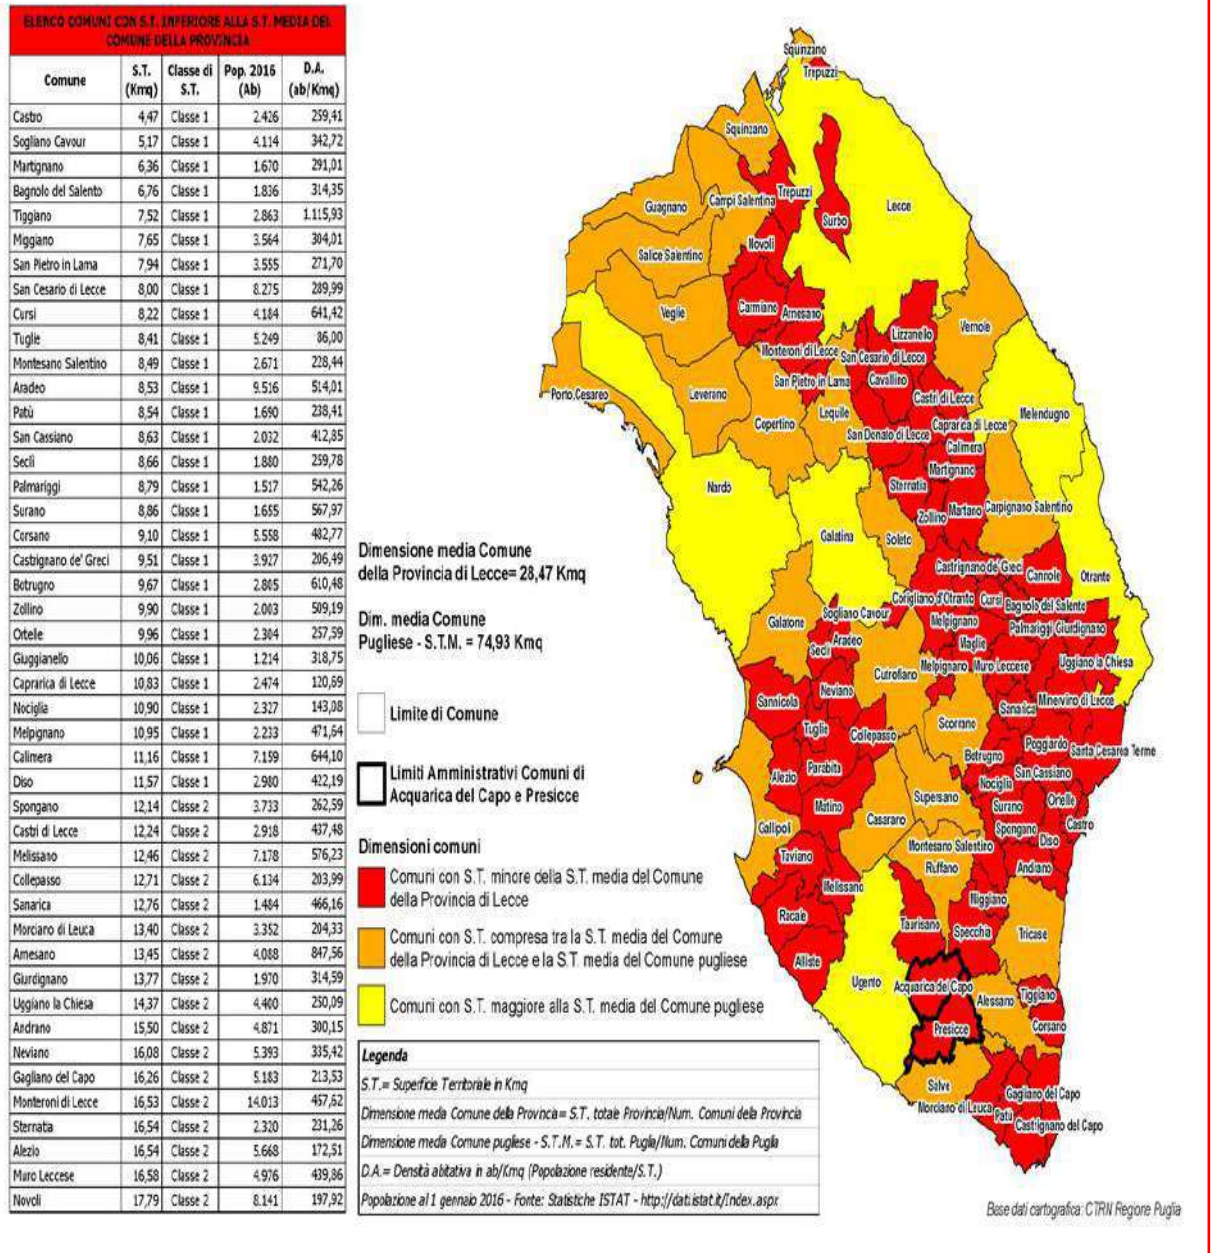 ELENCO COMUNI CON S.T. INFERIORE ALLA S.T. MEDIA DEL
COMUNE DELLA PROVINCIA
Comune S.T. (Kmq) Classe di S.T. Pop. 2016 (Ab) D.A. (ab/Kmq)
Castro 4,47 Classe 1 2.426 259,41
Sogliano Cavour 5,17 Classe 1 4.114 342,72
Martignano 6,36 Classe 1 1.670 291,01
Bagnolo del Salento 6,76 Classe 1 1.836 314,35
Tiggiano 7,52 Classe 1 2.863 1.115,93
Miggiano 7,65 Classe 1 3.564 304,01
San Pietro in Lama 7,94 Classe 1 3.555 271,70
San Cesario di Lecce 8,00 Classe 1 8.275 289,99
Cursi 8,22 Classe 1 4.184 641,42
Tuglie 8,41 Classe 1 5.249 86,00
Montesano Salentino 8,49 Classe 1 2.671 228,44
Aradeo 8,53 Classe 1 9.516 514,01
Patù 8,54 Classe 1 1.690 238,41
San Cassiano 8,63 Classe 1 2.032 412,85
Seclì 8,66 Classe 1 1.880 259,78
Palmariggi 8,79 Classe 1 1.517 542,26
Surano 8,86 Classe 1 1.655 567,97
Corsano 9,10 Classe 1 5.558 482,77
Castrignano de' Greci 9,51 Classe 1 3.927 206,49
Botrugno 9,67 Classe 1 2.805 610,48
Zollino 9,90 Classe 1 2.003 509,19
Ortelle 9,96 Classe 1 2.304 257,59
Giuggianello 10,06 Classe 1 1.214 318,75
Caprarica di Lecce 10,83 Classe 1 2.474 120,69
Nociglia 10,90 Classe 1 2.327 143,08
Melpignano 10,95 Classe 1 2.233 471,64
Calimera 11,16 Classe 1 7.159 644,10
Diso 11,57 Classe 1 2.980 422,19
Spongano 12,14 Classe 2 3.733 262,59
Castri di Lecce 12,24 Classe 2 2.918 437,48
Melissano 12,46 Classe 2 7.178 576,23
Collepasso 12,71 Classe 2 6.134 203,99
Sanarica 12,76 Classe 2 1.484 466,16
Morciano di Leuca 13,40 Classe 2 3.352 204,33
Arnesano 13,45 Classe 2 4.088 847,56
Giurdignano 13,77 Classe 2 1.970 314,59
Uggiano la Chiesa 14,37 Classe 2 4.400 250,09
Andrano 15,50 Classe 2 4.871 300,15
Neviano 16,08 Classe 2 5.393 335,42
Gagliano del Capo 16,26 Classe 2 5.183 213,53
Monteroni di Lecce 16,53 Classe 2 14.013 457,62
Sternatia 16,54 Classe 2 2.320 231,26
Alezio 16,54 Classe 2 5.668 172,51
Muro Leccese 16,58 Classe 2 4.976 439,86
Novoli 17,79 Classe 2 8.141 197,92
Dimensione media Comune
della Provincia di Lecce= 28,47 Kmq
Dim. media Comune
Pugliese - S.T.M. = 74,93 Kmq
Limite di Comune
Limiti Amministrativi Comuni di
Acquarica del Capo e Presicce
Dimensioni comuni
Comuni con S.T. minore della S.T. media del Comune
della Provincia di Lecce
Comuni con S.T. compresa tra la S.T. media del Comune
della Provincia di Lecce e la S.T. media del Comune pugliese
Comuni con S.T. maggiore alla S.T. media del Comune pugliese
Legenda
S.T.= Superficie Territoriale in Kmq
Dimensione media Comune della Provincia= S.T. totale Provincia/Num. Comuni della Provincia
Dimensione media Comune pugliese - S.T.M.= S.T. tot. Puglia/Num. Comuni della Puglia
D.A.= Densità abitativa in ab/Kmq (Popolazione residente/S.T.)
Popolazione al 1 gennaio 2016 - Fonte: Statistiche ISTAT - http://dati.istat.it/Index.aspx
Squinzano
Trepuzzi
Squinzano
Guagnano
Campi Salentina
Trepuzzi
Surbo
Lecce
Salice Salentino
Novoli
Veglie
Carmiano
Arnesano
Lizzanello
Vernole
Monteroni di Lecce
San Cesario di Lecce
San Pietro in Lama
Cavallino
Porto Cesareo
Leverano
Castri di Lecce
Copertino
Lequile
Melendugno
San Donato di Lecce
Caprarica di Lecce
Calimera
Martignano
Nardò
Sternatia
Zollino
Martano
Carpignano Salentino
Galatina
Soleto
Castrignano de' Greci
Cannole
Otranto
Corigliano d'Otranto
Cursi
Bagnolo del Salento
Galatone
Sogliano Cavour
Melpignano
Palmariggi
Giurdignano
Aradeo
Seclì
Maglie
Cutrofiano
Melpignano
Muro Leccese
Uggiano la Chiesa
Sannicola
Neviano
Sanarica
Minervino di Lecce
Tuglie
Collepasso
Scorrano
Poggiardo
Santa Cesarea Terme
Botrugno
Alezio
Parabita
San Cassiano
Nociglia
Matino
Supersano
Surano
Ortelle
Gallipoli
Casarano
Spongano
Castro
Diso
Montesano Salentino
Taviano
Ruffano
Andrano
Melissano
Miggiano
Racale
Taurisano
Specchia
Tricase
Alliste
Ugento
Acquarica del Capo
Alessano
Tiggiano
Presicce
Corsano
Salve
Gagliano del Capo
Morciano di Leuca
Patù
Castrignano del Capo
Base dati cartografica: CTRN Regione Puglia